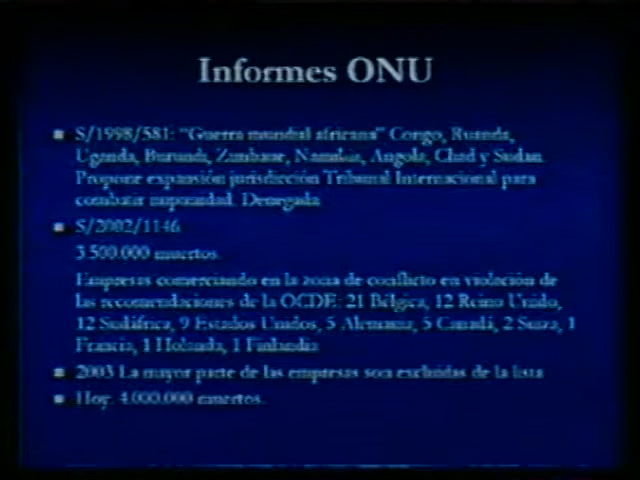 Informes ONU
S/1998/581: "Guerra mundial africana" Congo, Ruanda,
Uganda, Burundi, Zimbawe, Namibia, Angola, Chad y Sudan.
Propone expansión jurisdicción Tribunal Internacional para
combatir impunidad. Denegada
S/2002/1146
3.500.000 muertos.
Empresas comerciando en la zona de conflicto en violación de
las recomendaciones de la OCDE: 21 Bélgica, 12 Reino Unido,
12 Sudáfrica, 9 Estados Unidos, 5 Alemania, 5 Canadá, 2 Suiza, 1
Francia, 1 Holanda, 1 Finlandia
2003 La mayor parte de las empresas son excluidas de la lista
Hoy: 4.000.000 muertos.